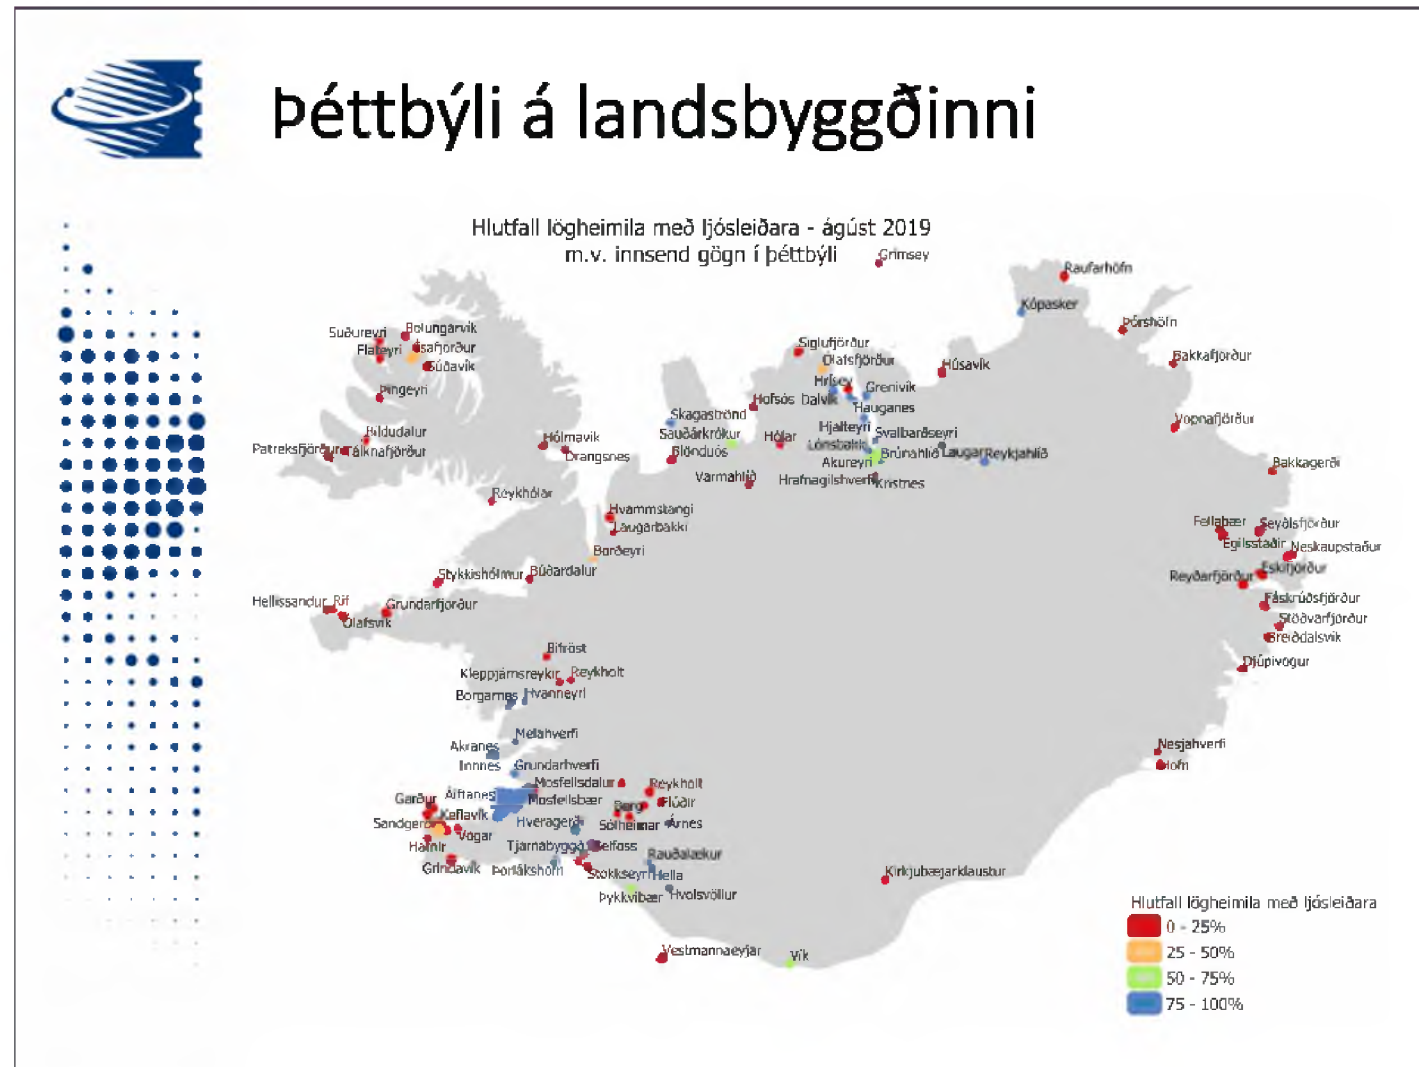 Þéttbýli á landsbyggðinni
Hlutfall lögheimila með ljósleiðara - ágúst 2019
m.v. innsend gögn í þéttbýli
Grímsey
Raufarhöfn
Kópasker
Þórshöfn
Bakkafjörður
Vopnafjörður
Bakkagerði
Suðureyri
Bolungarvík
Flateyri
Ísafjörður
Súðavík
Þingeyri
Bíldudalur
Patreksfjörður
Tálknafjörður
Hólmavík
Drangsnes
Reykhólar
Siglufjörður
Ólafsfjörður
Hrísey
Grenivík
Húsavík
Hofsós
Dalvík
Hauganes
Skagaströnd
Hjalteyri
Sauðárkrókur
Hólar
Svalbarðseyri
Lónsbakki
Blönduós
Akureyri
Brúnahlíð
Laugar
Reykjahlíð
Varmahlíð
Hrafnagilshverfi
Kristnes
Hvammstangi
Laugarbakki
Borðeyri
Fellabær
Seyðisfjörður
Egilsstaðir
Neskaupstaður
Eskifjörður
Reyðarfjörður
Fáskrúðsfjörður
Stöðvarfjörður
Breiðdalsvík
Djúpivogur
Stykkishólmur
Búðardalur
Hellissandur
Rif
Grundarfjörður
Ólafsvík
Bifröst
Kleppjárnsreykir
Reykholt
Borgarnes
Hvanneyri
Melahverfi
Akranes
Innnes
Grundarhverfi
Mosfellsdalur
Reykholt
Nesjahverfi
Höfn
Álftanes
Mosfellsbær
Garður
Keflavík
Borg
Flúðir
Sandgerði
Vogar
Hveragerði
Sólheimar
Árnes
Hafnir
Tjarnabyggð
Selfoss
Grindavík
Þorlákshöfn
Stokkseyri
Rauðalækur
Hella
Þykkvibær
Hvolsvöllur
Kirkjubæjarklaustur
Vestmannaeyjar
Vík
Hlutfall lögheimila með ljósleiðara
0 - 25%
25 - 50%
50 - 75%
75 - 100%